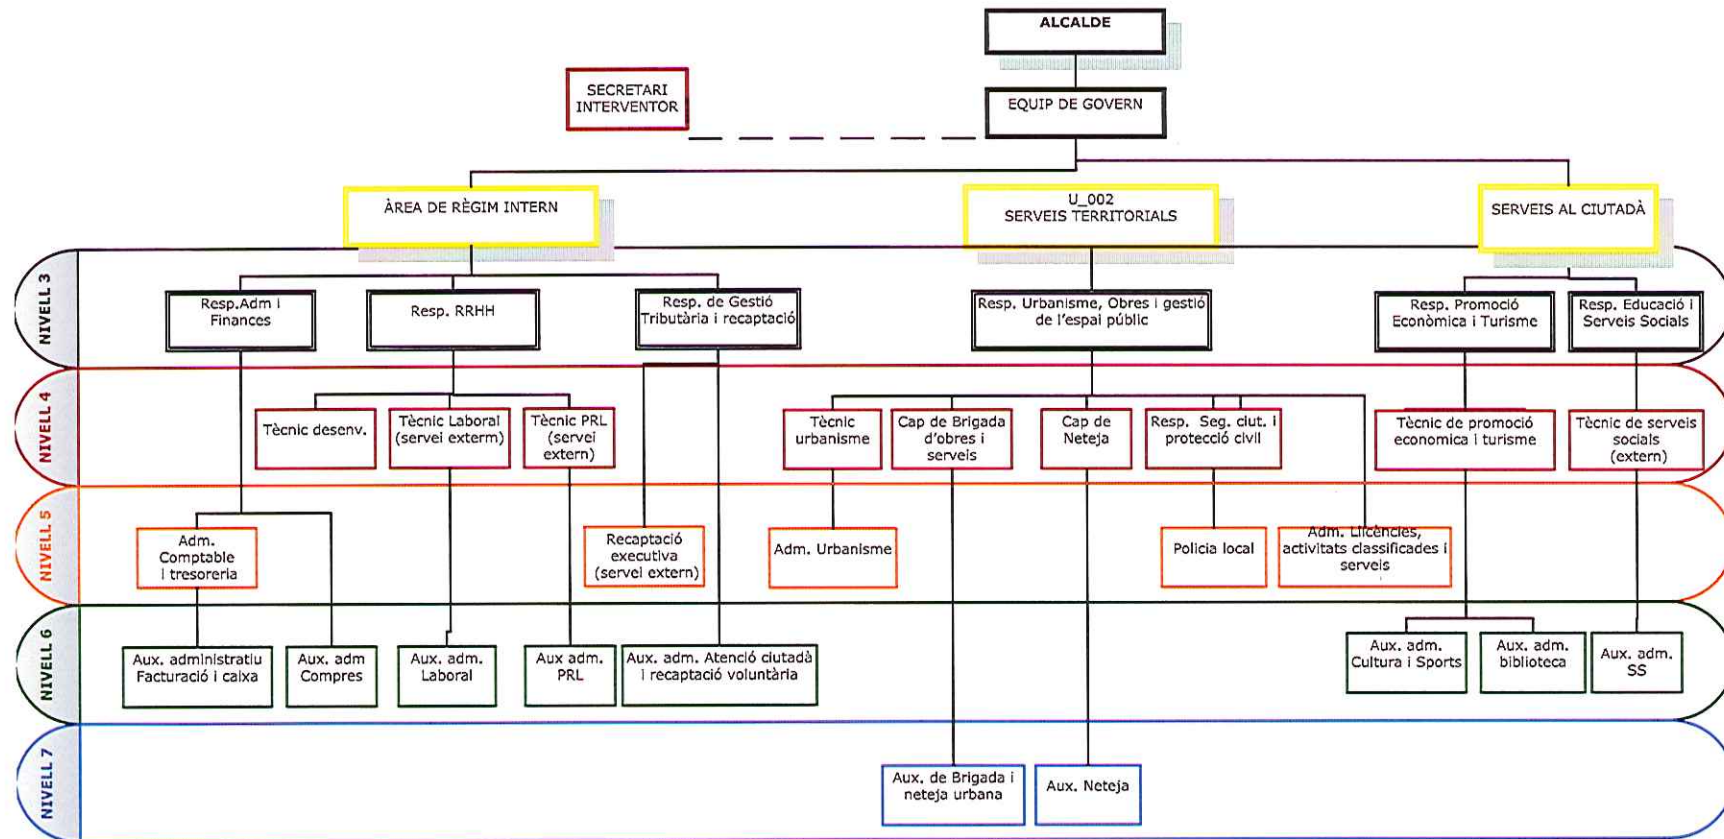 ALCALDE
SECRETARI
INTERVENTOR
EQUIP DE GOVERN
ÀREA DE RÈGIM INTERN
U_002
SERVEIS TERRITORIALS
SERVEIS AL CIUTADÀ
NIVELL 3
Resp.Adm i
Finances
Resp. RRHH
Resp. de Gestió
Tributària i recaptació
Resp. Urbanisme, Obres i gestió
de l'espai públic
Resp. Promoció
Econòmica i Turisme
Resp. Educació i
Serveis Socials
NIVELL 4
Tècnic desenv.
Tècnic Laboral
(servei exterm)
Tècnic PRL
(servei
extern)
Tècnic
urbanisme
Cap de Brigada
d'obres i
serveis
Cap de
Neteja
Resp. Seg. ciut. i
protecció civil
Tècnic de promoció
economica i turisme
Tècnic de serveis
socials
(extern)
NIVELL 5
Adm.
Comptable
i tresoreria
Recaptació
executiva
(servei extern)
Adm. Urbanisme
Policia local
Adm. Llicències,
activitats classificades i
serveis
NIVELL 6
Aux. administratiu
Facturació i caixa
Aux. adm
Compres
Aux. adm.
Laboral
Aux adm.
PRL
Aux. adm. Atenció ciutadà
i recaptació voluntària
Aux. adm.
Cultura i Sports
Aux. adm.
biblioteca
Aux. adm.
SS
NIVELL 7
Aux. de Brigada i
neteja urbana
Aux. Neteja